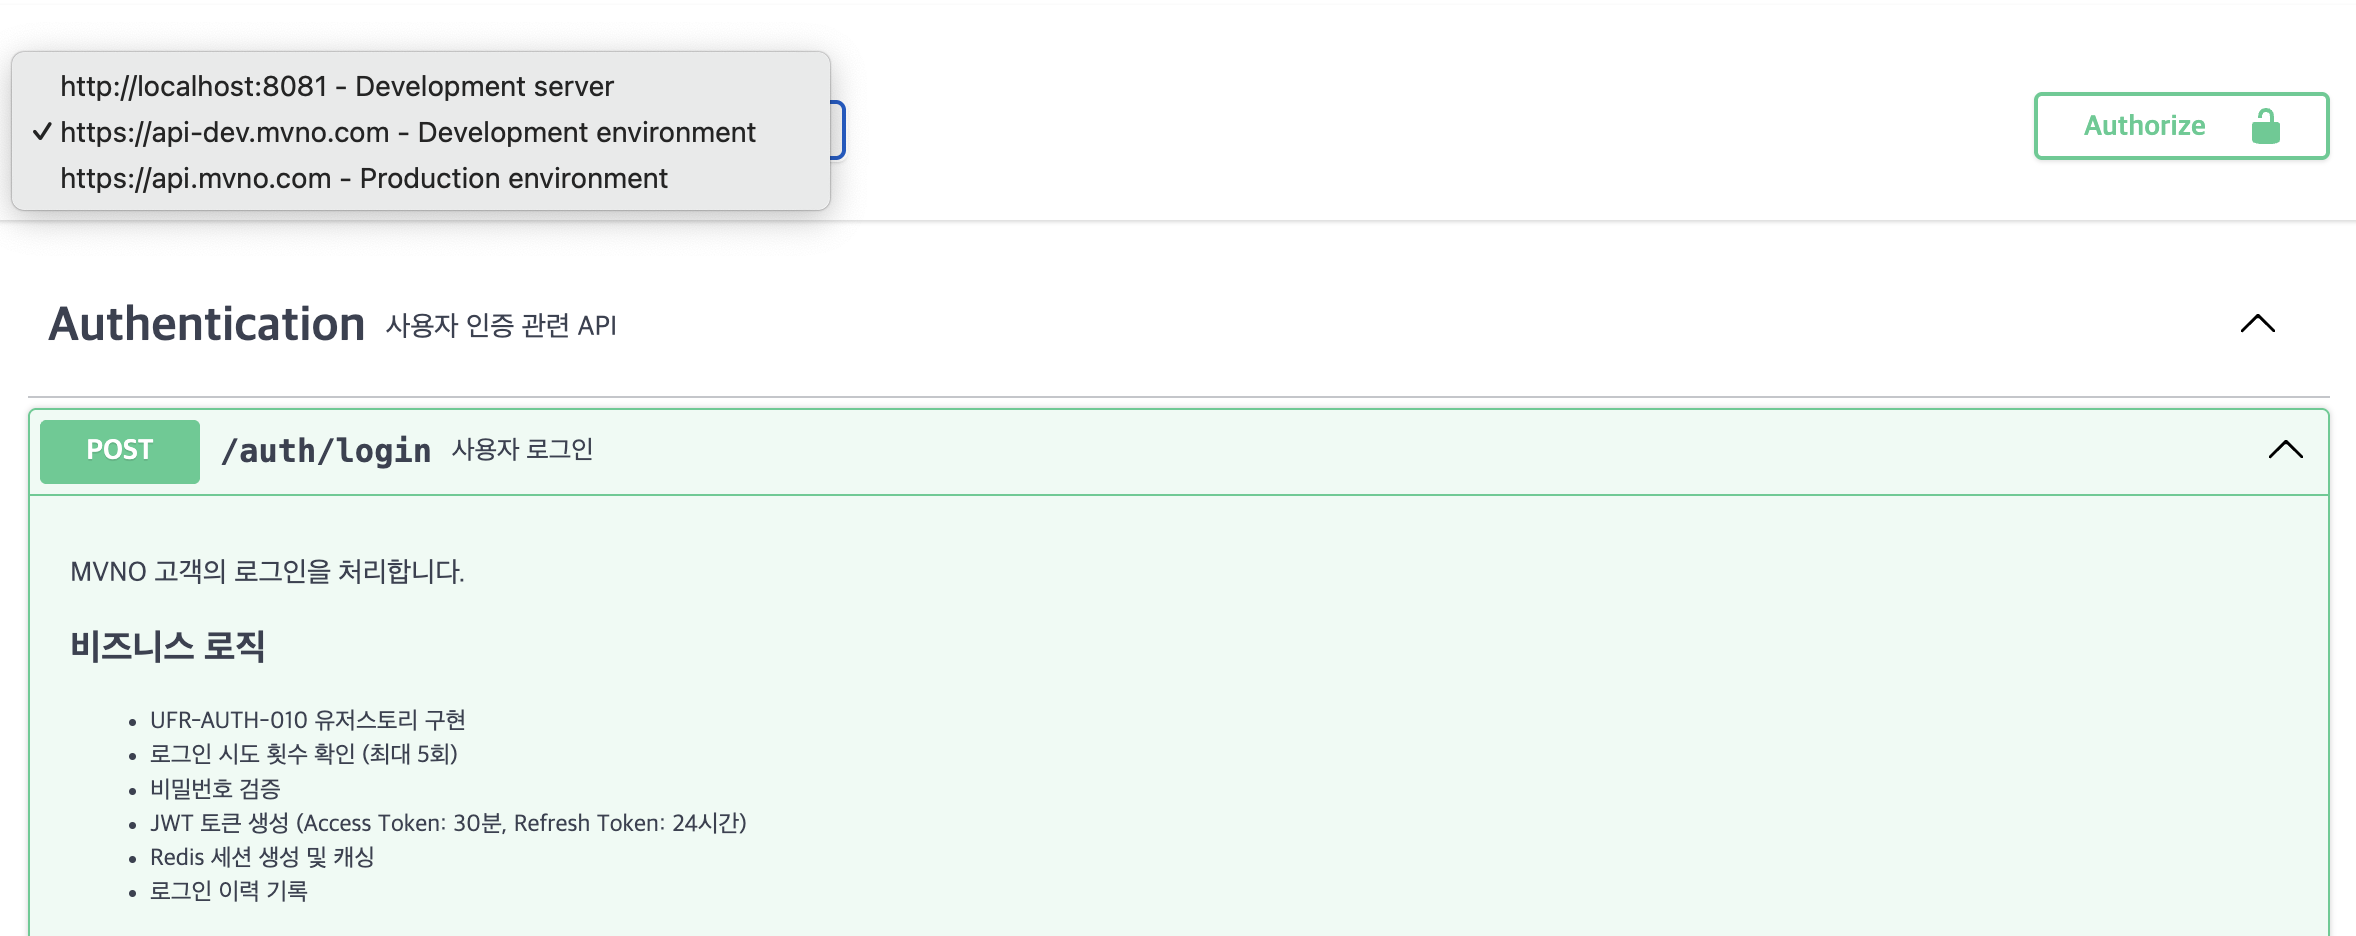 http://localhost:8081 - Development server
✓ https://api-dev.mvno.com - Development environment
https://api.mvno.com - Production environment
Authorize
Authentication 사용자 인증 관련 API
POST /auth/login 사용자 로그인
MVNO 고객의 로그인을 처리합니다.
비즈니스 로직
• UFR-AUTH-010 유저스토리 구현
• 로그인 시도 횟수 확인 (최대 5회)
• 비밀번호 검증
• JWT 토큰 생성 (Access Token: 30분, Refresh Token: 24시간)
• Redis 세션 생성 및 캐싱
• 로그인 이력 기록